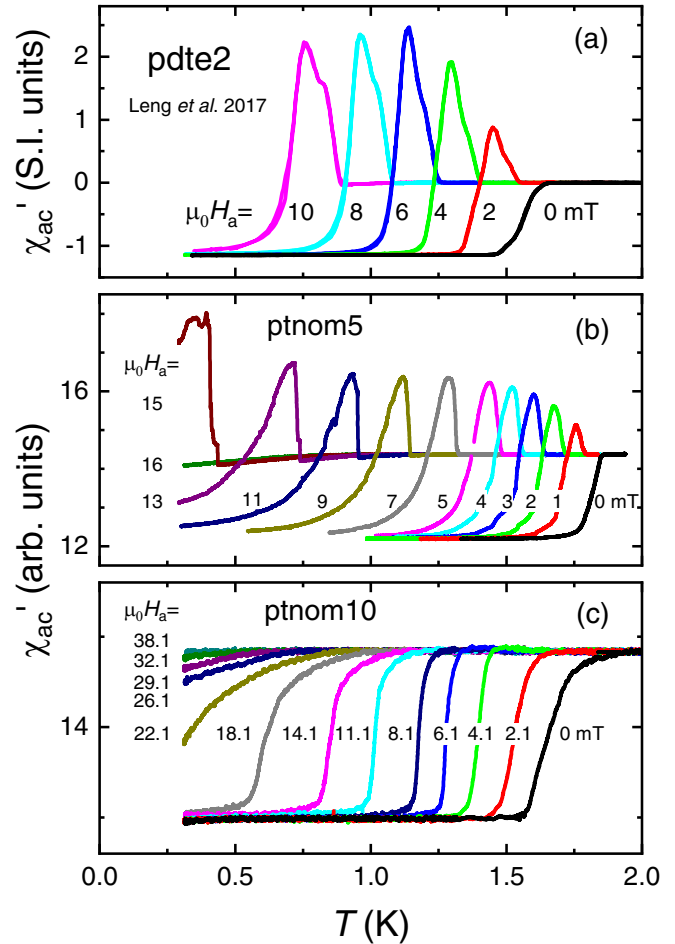 (a)
pdte2
Leng et al. 2017
μ₀Hₐ= 10 8 6 4 2 0 mT
2
1
0
-1
χac' (S.I. units)
(b)
ptnom5
μ₀Hₐ=
15
16
13 11 9 7 5 4 3 2 1 0 mT
16
12
χac' (arb. units)
(c)
ptnom10
μ₀Hₐ=
38.1
32.1
29.1
26.1
22.1 18.1 14.1 11.1 8.1 6.1 4.1 2.1 0 mT
14
0.0 0.5 1.0 1.5 2.0
T (K)